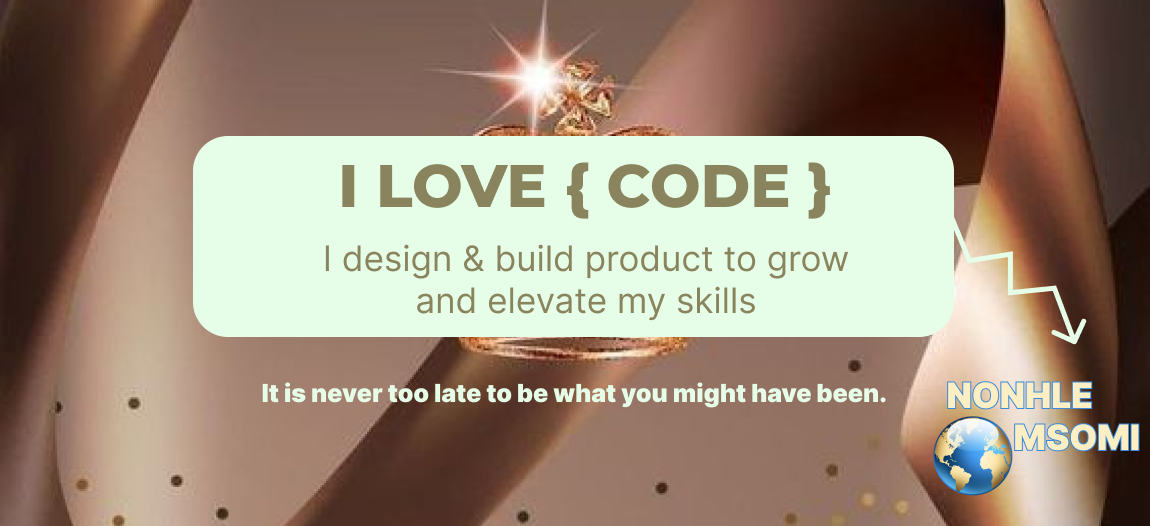 I LOVE { CODE }
I design & build product to grow
and elevate my skills
It is never too late to be what you might have been.
NONHLE
MSOMI